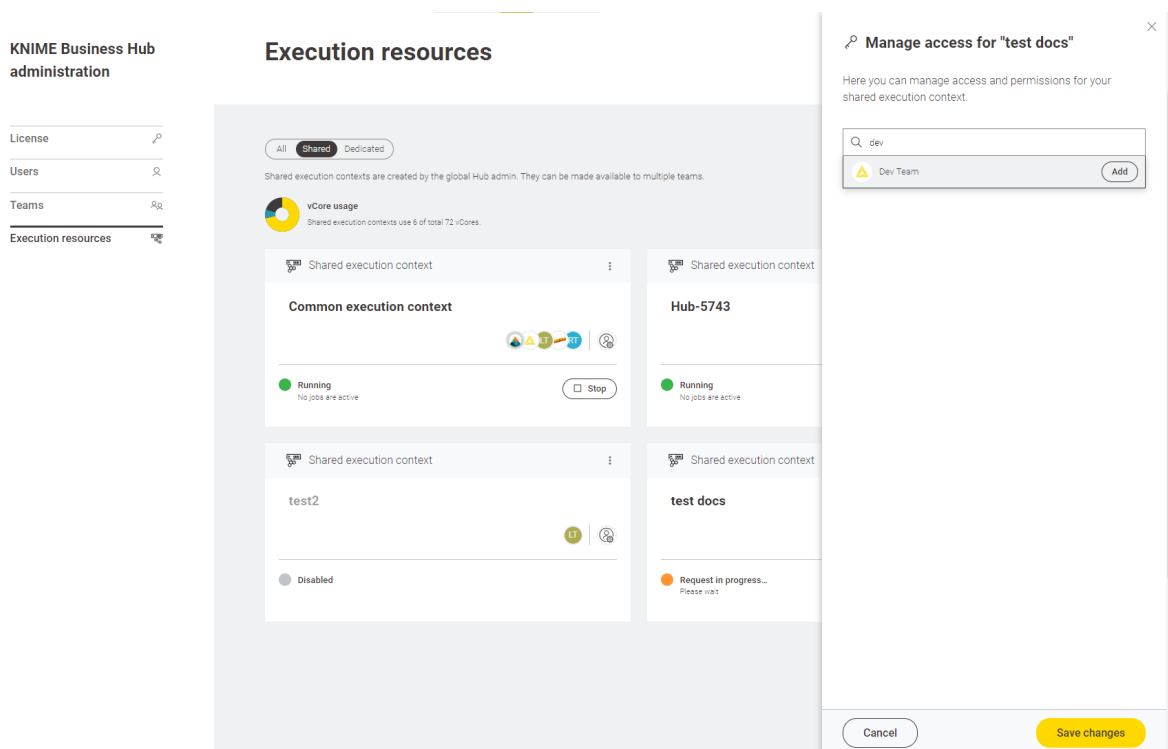 KNIME Business Hub
administration
License
Users
Teams
Execution resources
Execution resources
All Shared Dedicated
Shared execution contexts are created by the global Hub admin. They can be made available to multiple teams.
vCore usage
Shared execution contexts use 6 of total 72 vCores.
Shared execution context
Common execution context
LT
RT
Running
No jobs are active
Stop
Shared execution context
Hub-5743
Running
No jobs are active
Shared execution context
test2
LT
Disabled
Shared execution context
test docs
Request in progress...
Please wait
Manage access for "test docs"
Here you can manage access and permissions for your
shared execution context.
dev
Dev Team Add
Cancel Save changes